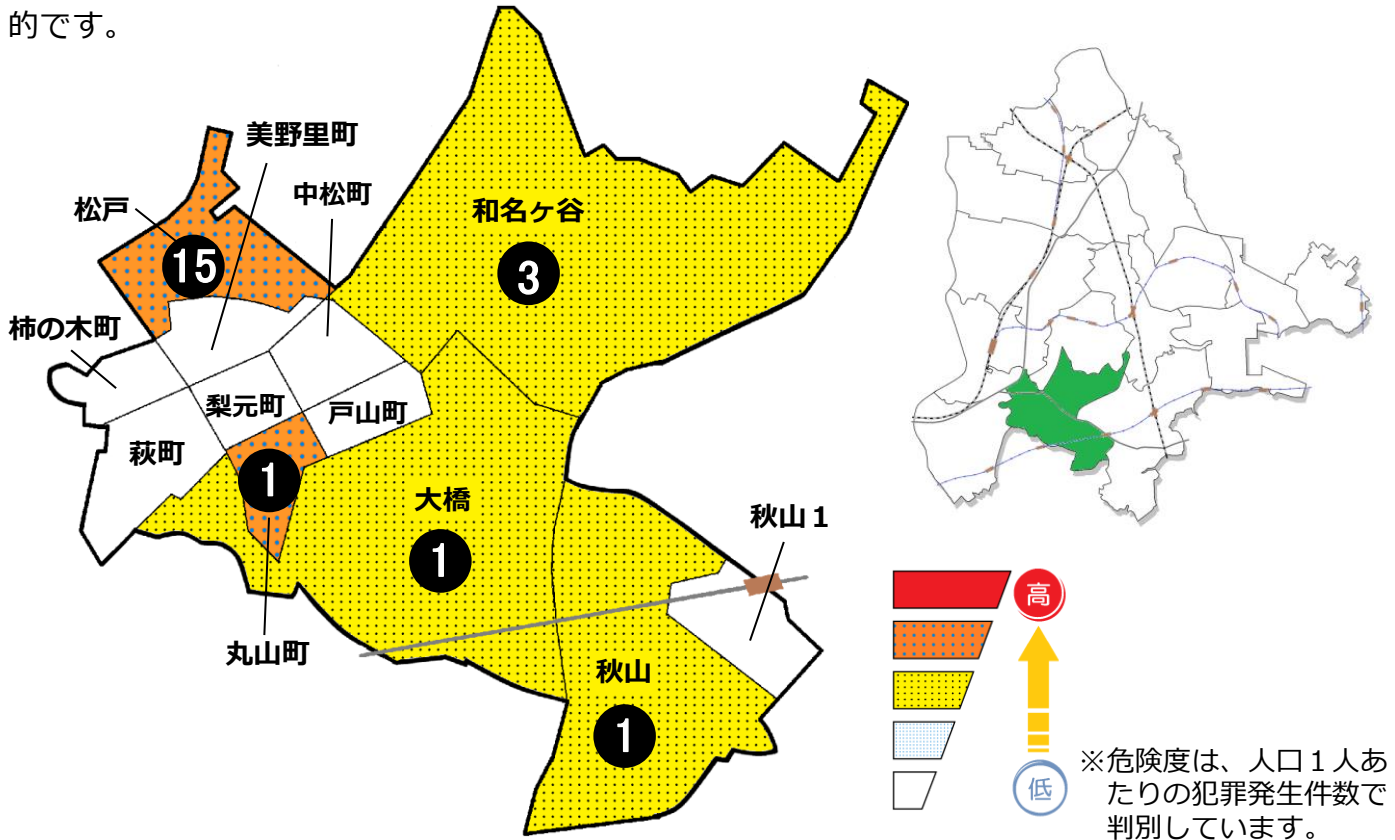 的です。
美野里町
中松町
松戸
15
和名ヶ谷
3
柿の木町
梨元町
戸山町
萩町
1
大橋
1
秋山１
丸山町
秋山
1
高
低
※危険度は、人口１人あ
たりの犯罪発生件数で
判別しています。